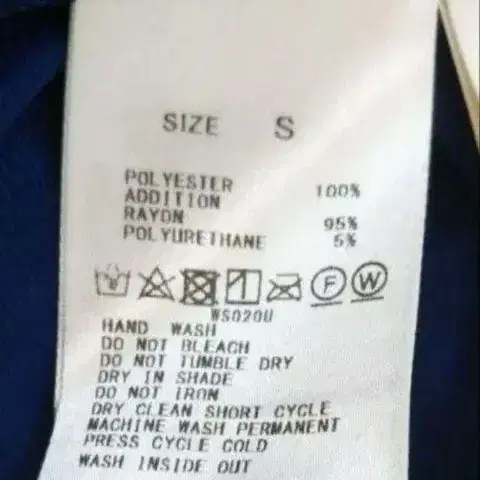 SIZE S
POLYESTER 100%
ADDITION
RAYON 95%
POLYURETHANE 5%
F W
WS020U
HAND WASH
DO NOT BLEACH
DO NOT TUMBLE DRY
DRY IN SHADE
DO NOT IRON
DRY CLEAN SHORT CYCLE
MACHINE WASH PERMANENT
PRESS CYCLE COLD
WASH INSIDE OUT